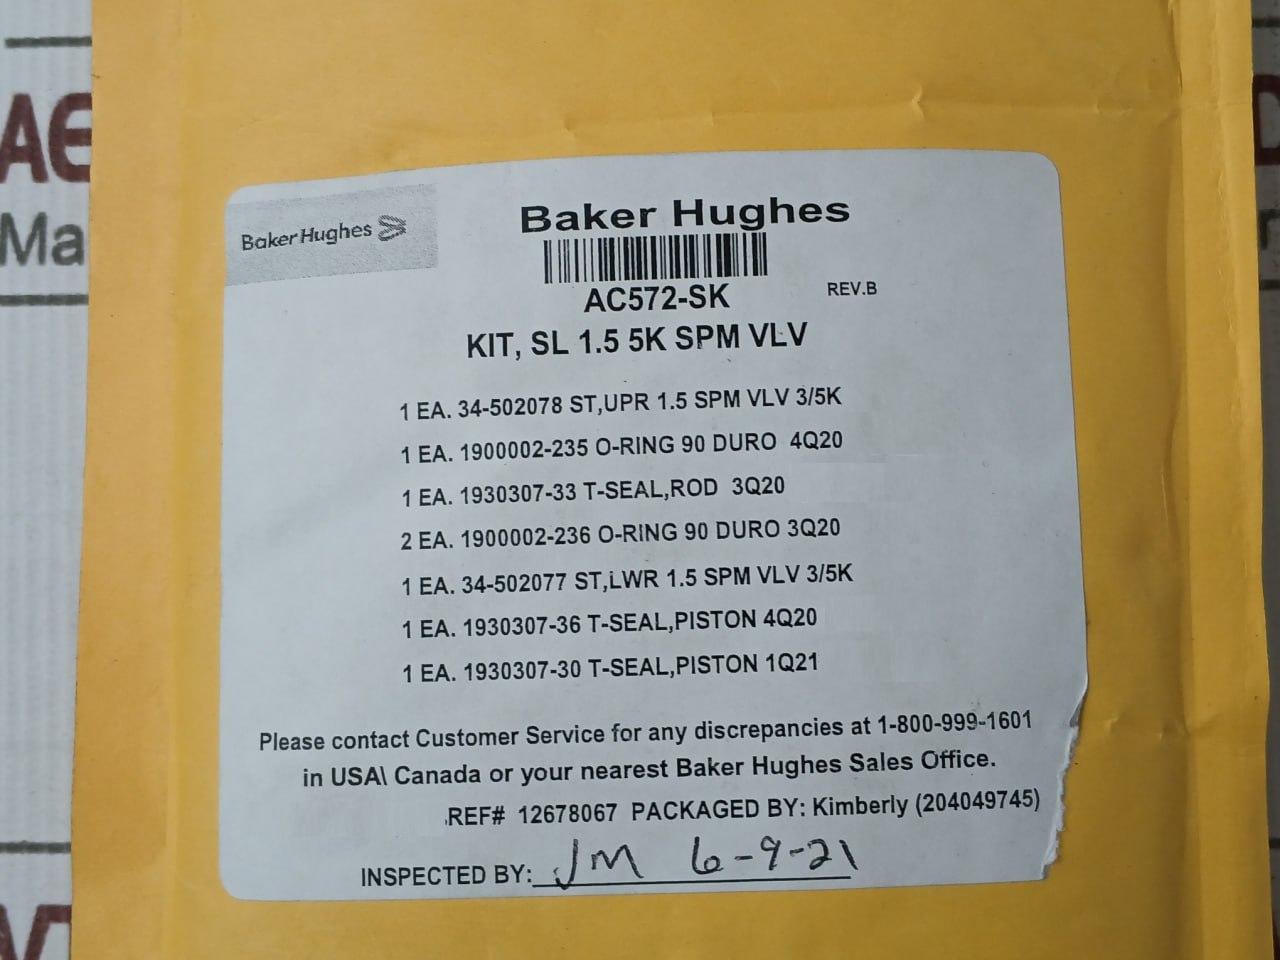 AC
Ma
Baker Hughes
Baker Hughes
AC572-SK
REV.B
KIT, SL 1.5 5K SPM VLV
1 EA. 34-502078 ST,UPR 1.5 SPM VLV 3/5K
1 EA. 1900002-235 O-RING 90 DURO 4Q20
1 EA. 1930307-33 T-SEAL,ROD 3Q20
2 EA. 1900002-236 O-RING 90 DURO 3Q20
1 EA. 34-502077 ST,LWR 1.5 SPM VLV 3/5K
1 EA. 1930307-36 T-SEAL,PISTON 4Q20
1 EA. 1930307-30 T-SEAL,PISTON 1Q21
Please contact Customer Service for any discrepancies at 1-800-999-1601
in USA\ Canada or your nearest Baker Hughes Sales Office.
REF# 12678067 PACKAGED BY: Kimberly (204049745)
INSPECTED BY: JM 6-9-21